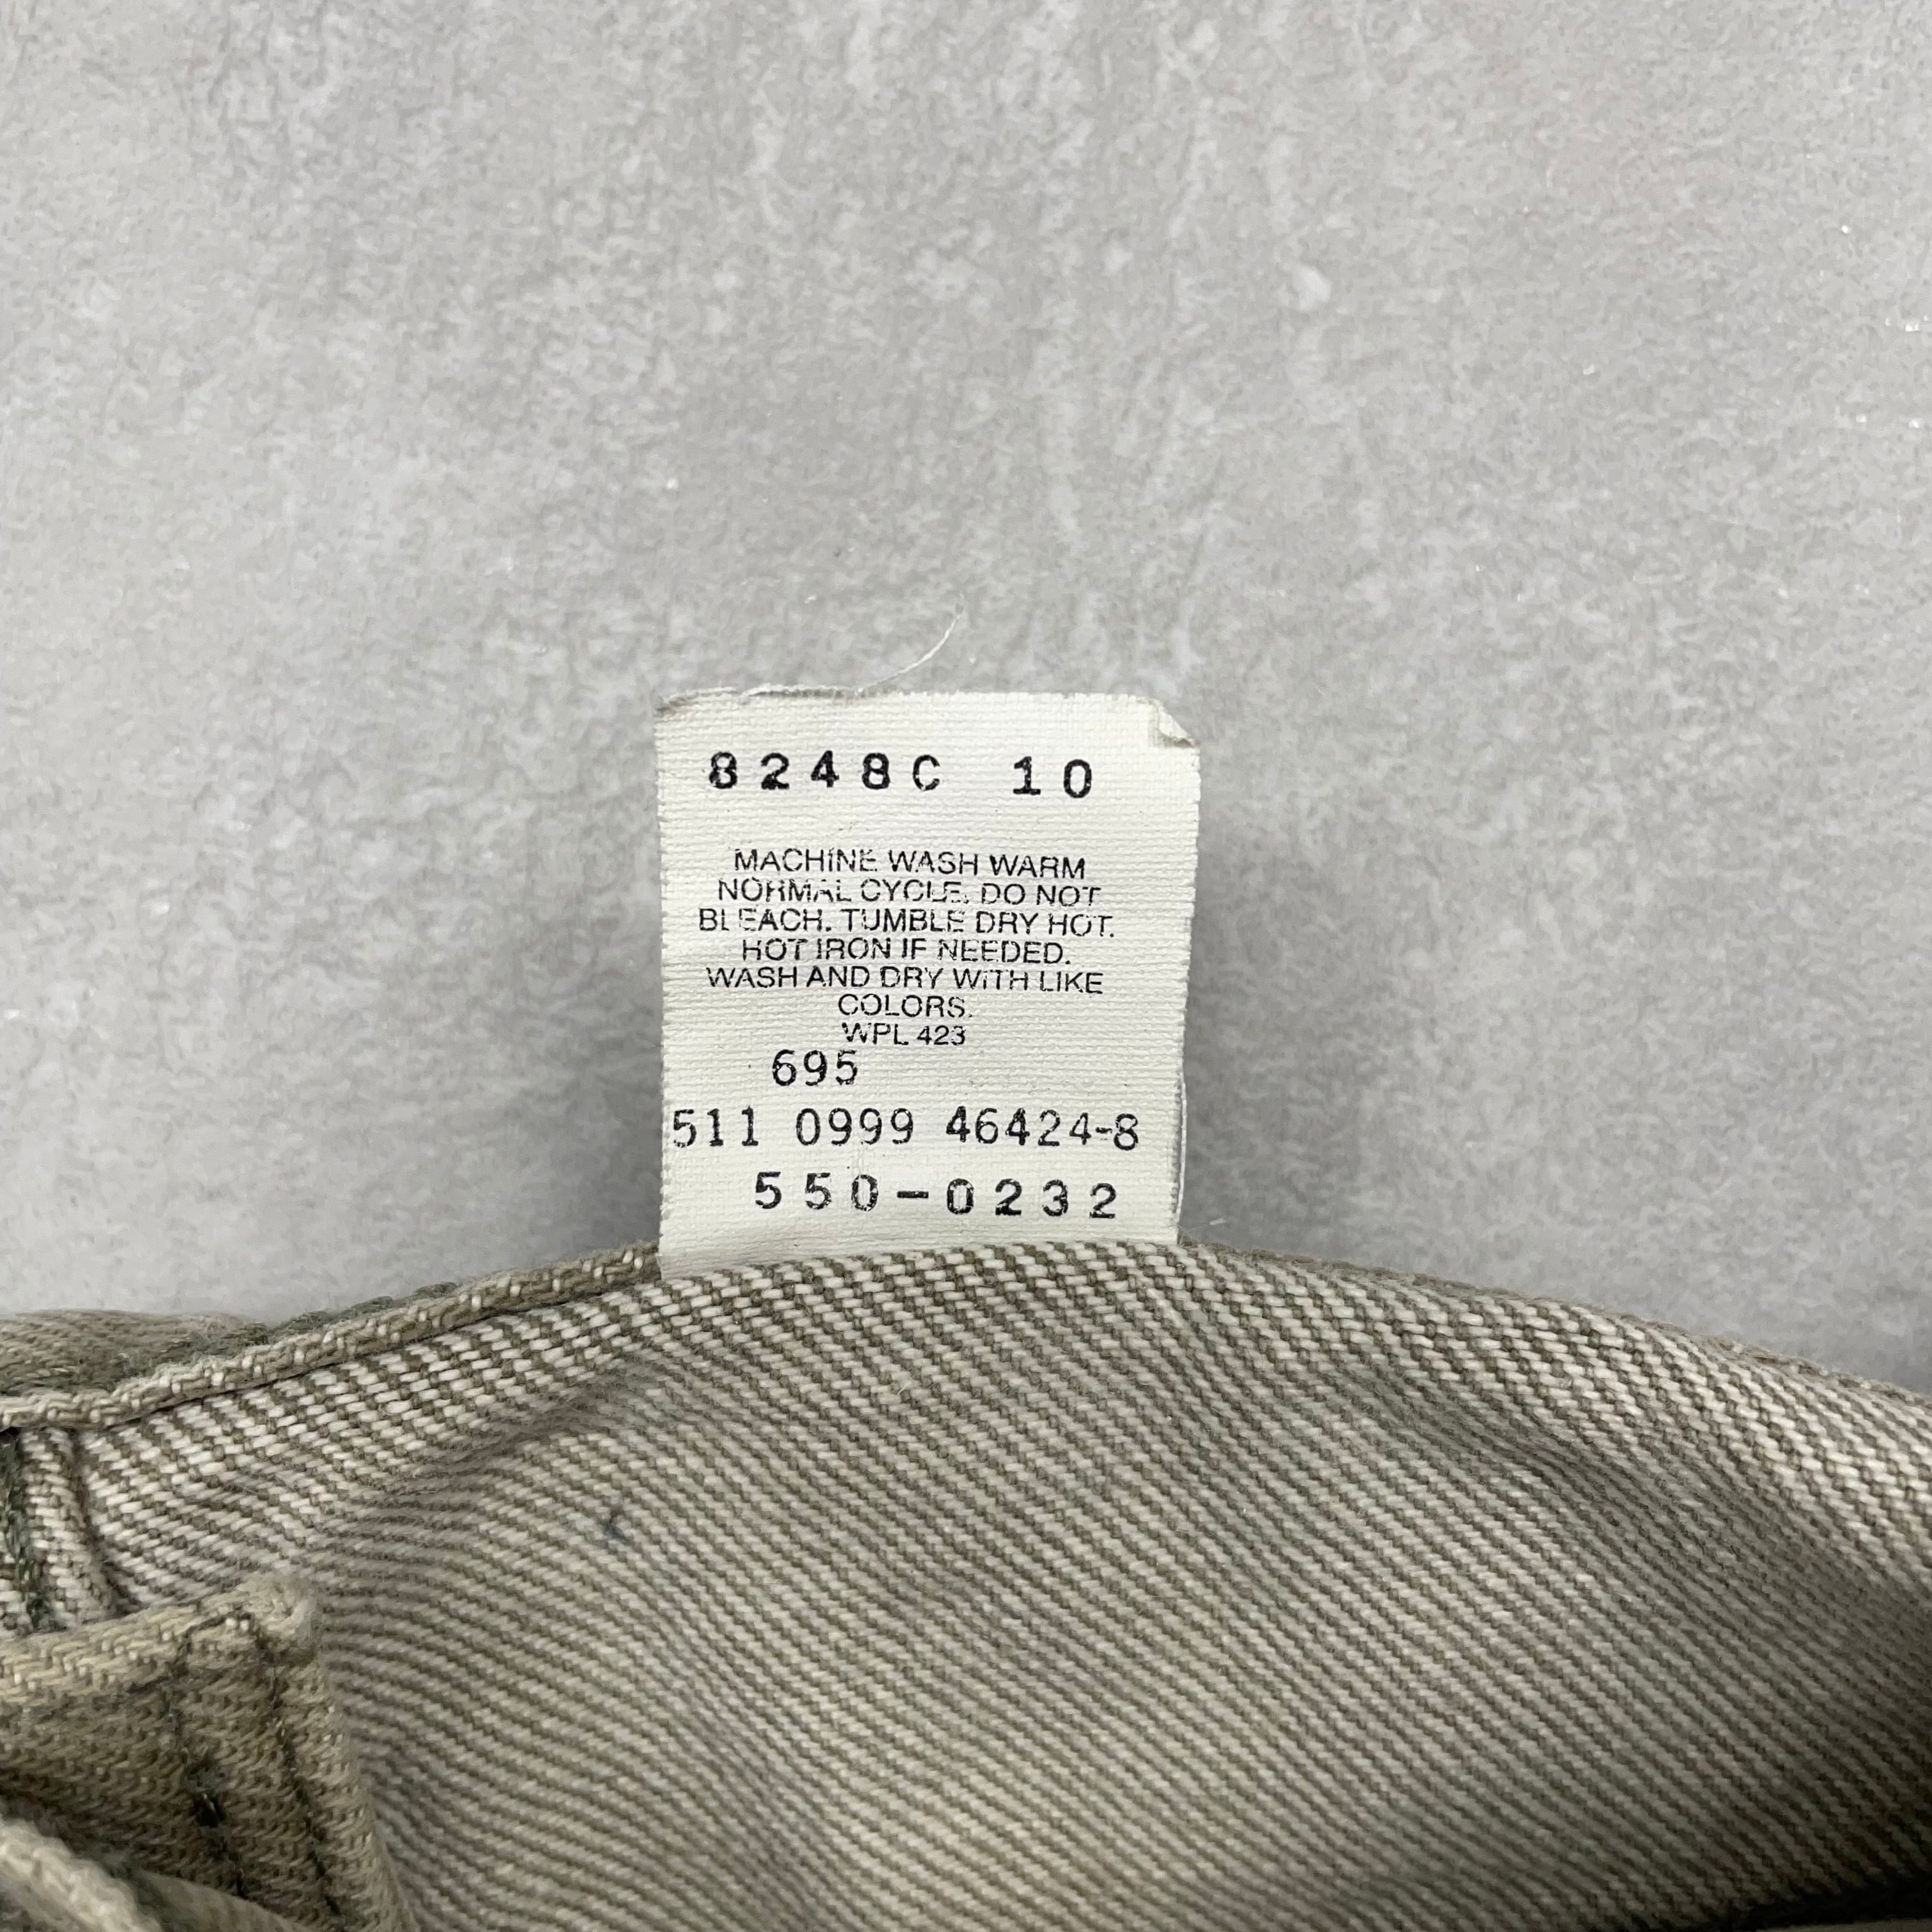 8248C 10
MACHINE WASH WARM
NORMAL CYCLE. DO NOT
BLEACH. TUMBLE DRY HOT.
HOT IRON IF NEEDED.
WASH AND DRY WITH LIKE
COLORS.
WPL 423
695
511 0999 46424-8
550-0232